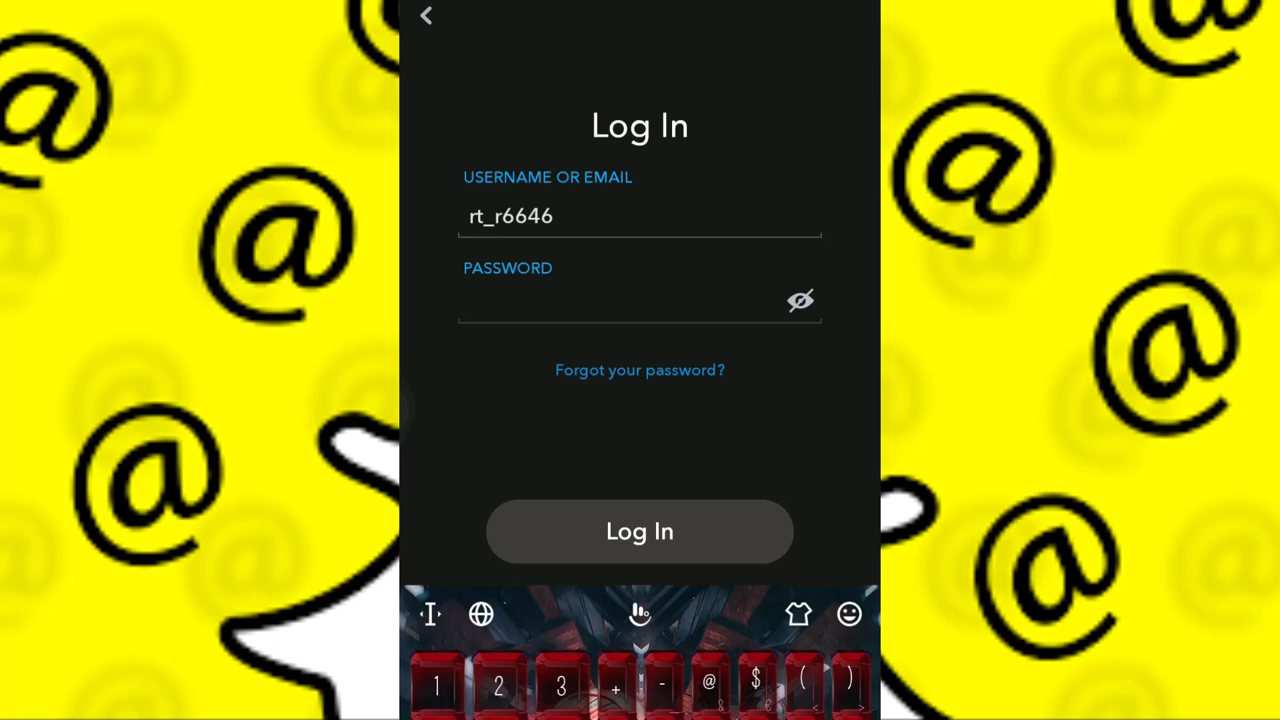 Log In
USERNAME OR EMAIL
rt_r6646
PASSWORD
Forgot your password?
Log In
1 2 3 + - @ $ ( )
& € < >
@ @ @ @ @ @ @ @